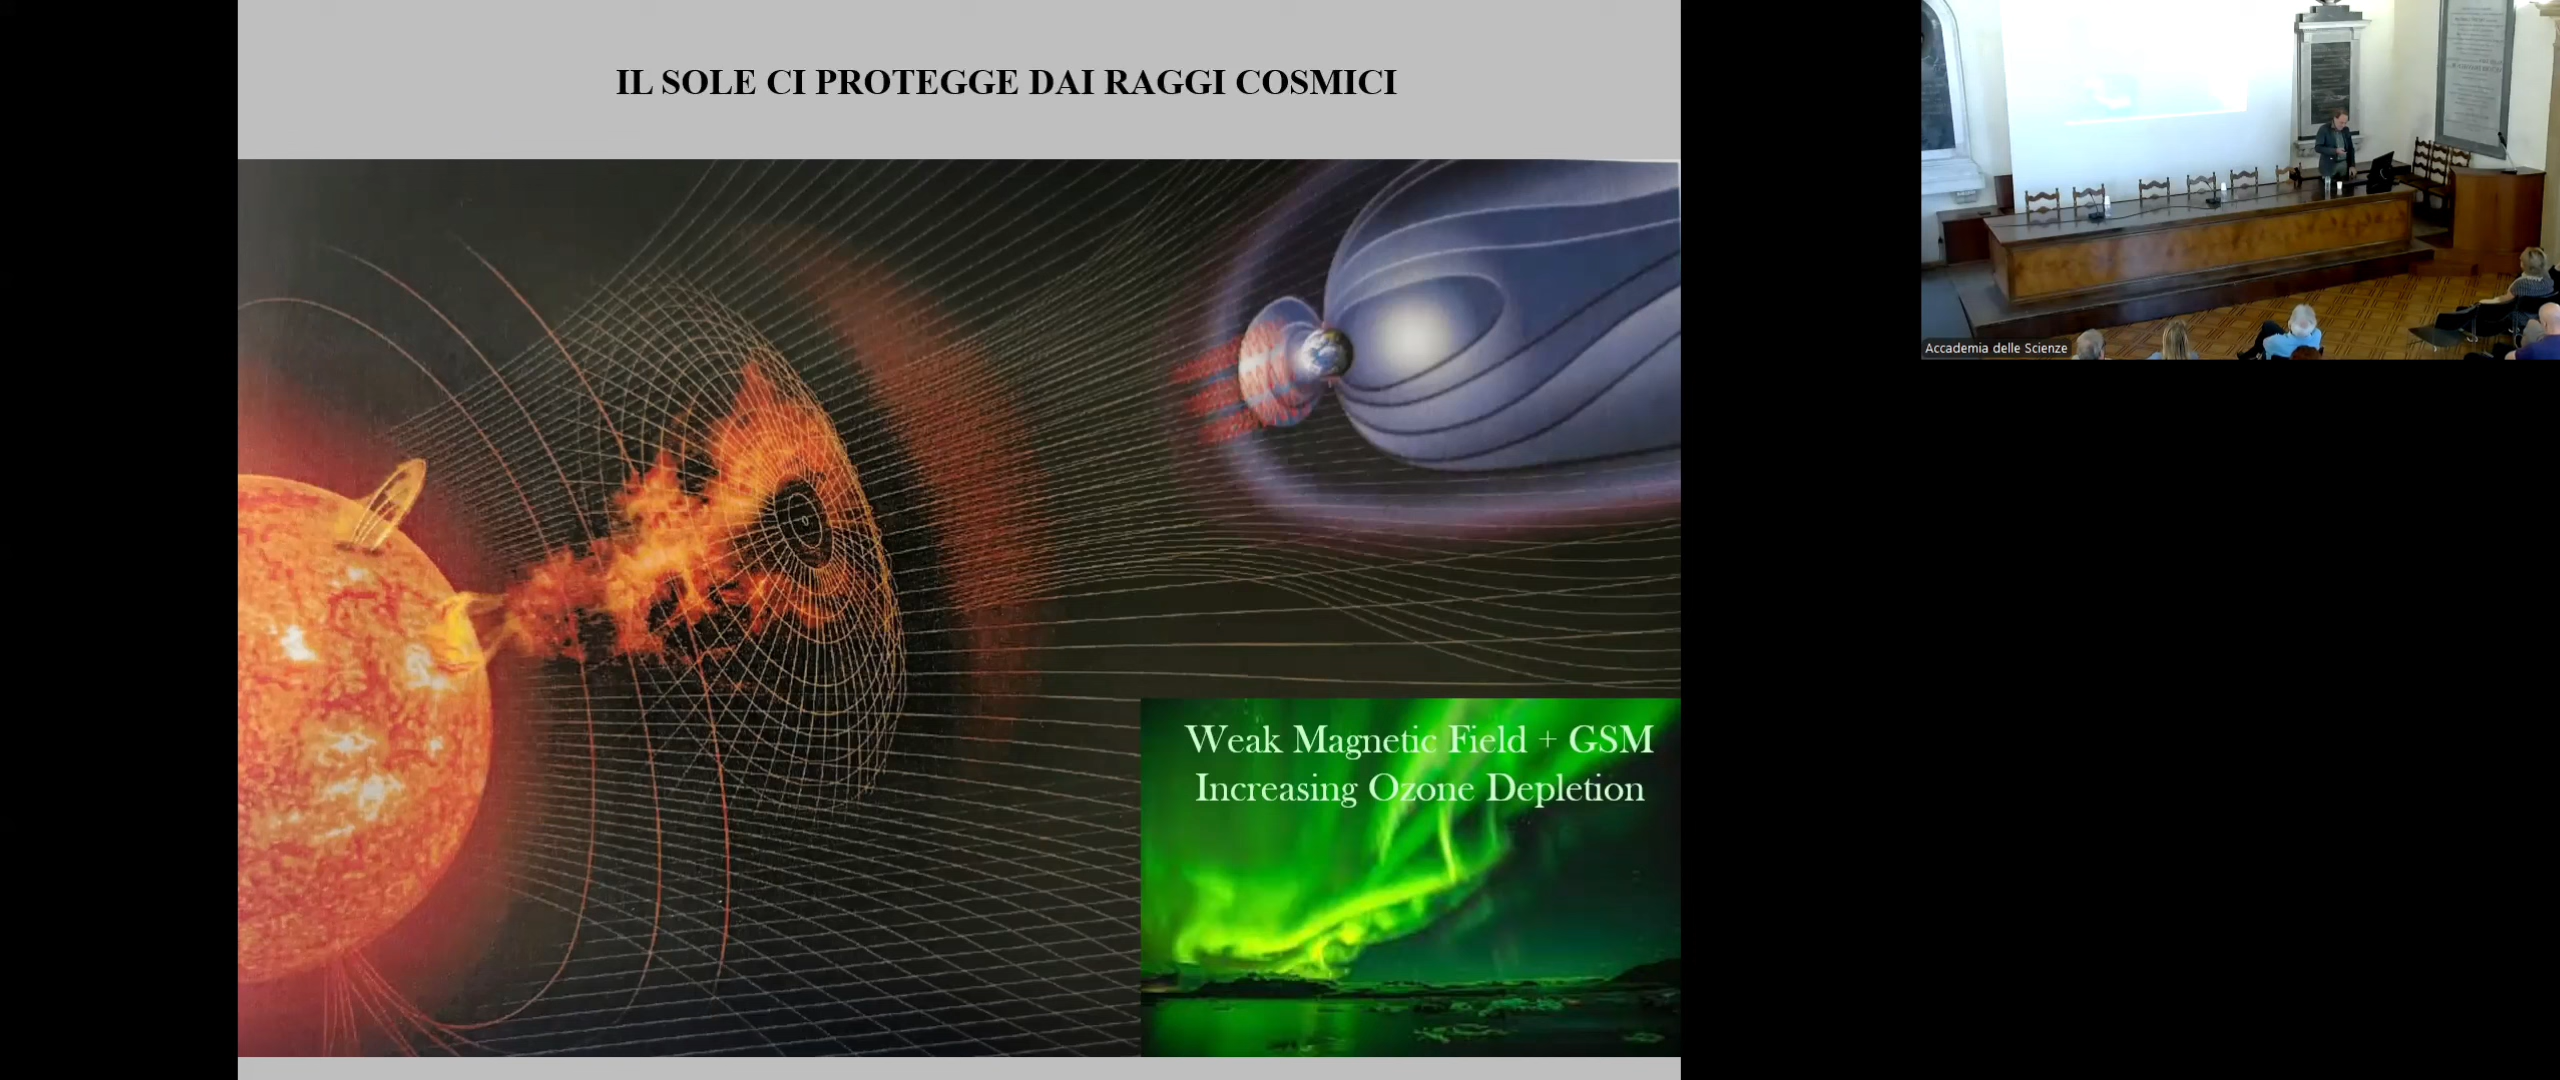 IL SOLE CI PROTEGGE DAI RAGGI COSMICI
Weak Magnetic Field + GSM
Increasing Ozone Depletion
Accademia delle Scienze